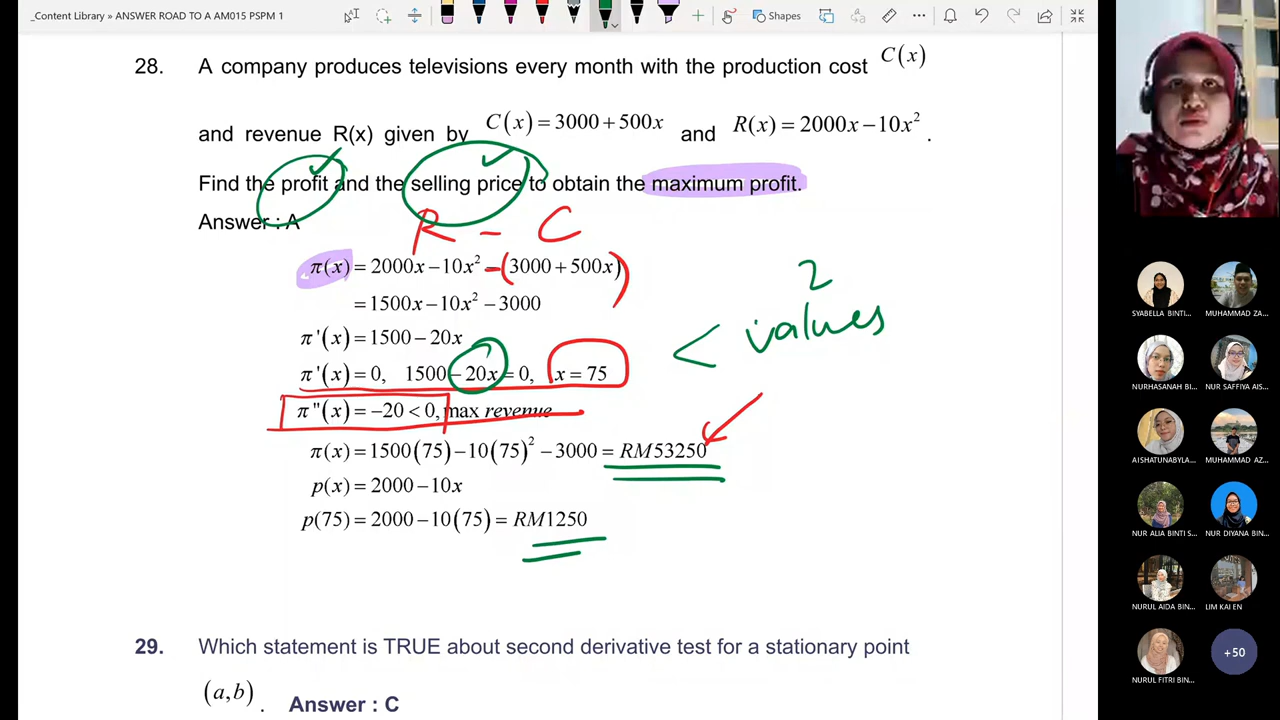 _Content Library » ANSWER ROAD TO A AM015 PSPM 1
Shapes
28. A company produces televisions every month with the production cost C(x)
and revenue R(x) given by C(x) = 3000 + 500x and R(x) = 2000x − 10x² .
Find the profit and the selling price to obtain the maximum profit.
Answer : A
R − C
π(x) = 2000x − 10x² − (3000 + 500x)
= 1500x − 10x² − 3000
π'(x) = 1500 − 20x
π'(x) = 0, 1500 − 20x = 0, x = 75
π"(x) = −20 < 0, max revenue
π(x) = 1500(75) − 10(75)² − 3000 = RM53250
p(x) = 2000 − 10x
p(75) = 2000 − 10(75) = RM1250
2
< values
29. Which statement is TRUE about second derivative test for a stationary point
(a,b) . Answer : C
SYABELLA BINTI...
MUHAMMAD ZA...
NURHASANAH BI...
NUR SAFFIYA AIS...
AISHATUNABYLA...
MUHAMMAD AZ...
NUR ALIA BINTI S...
NUR DIYANA BIN...
NURUL AIDA BIN...
LIM KAI EN
NURUL FITRI BIN...
+50